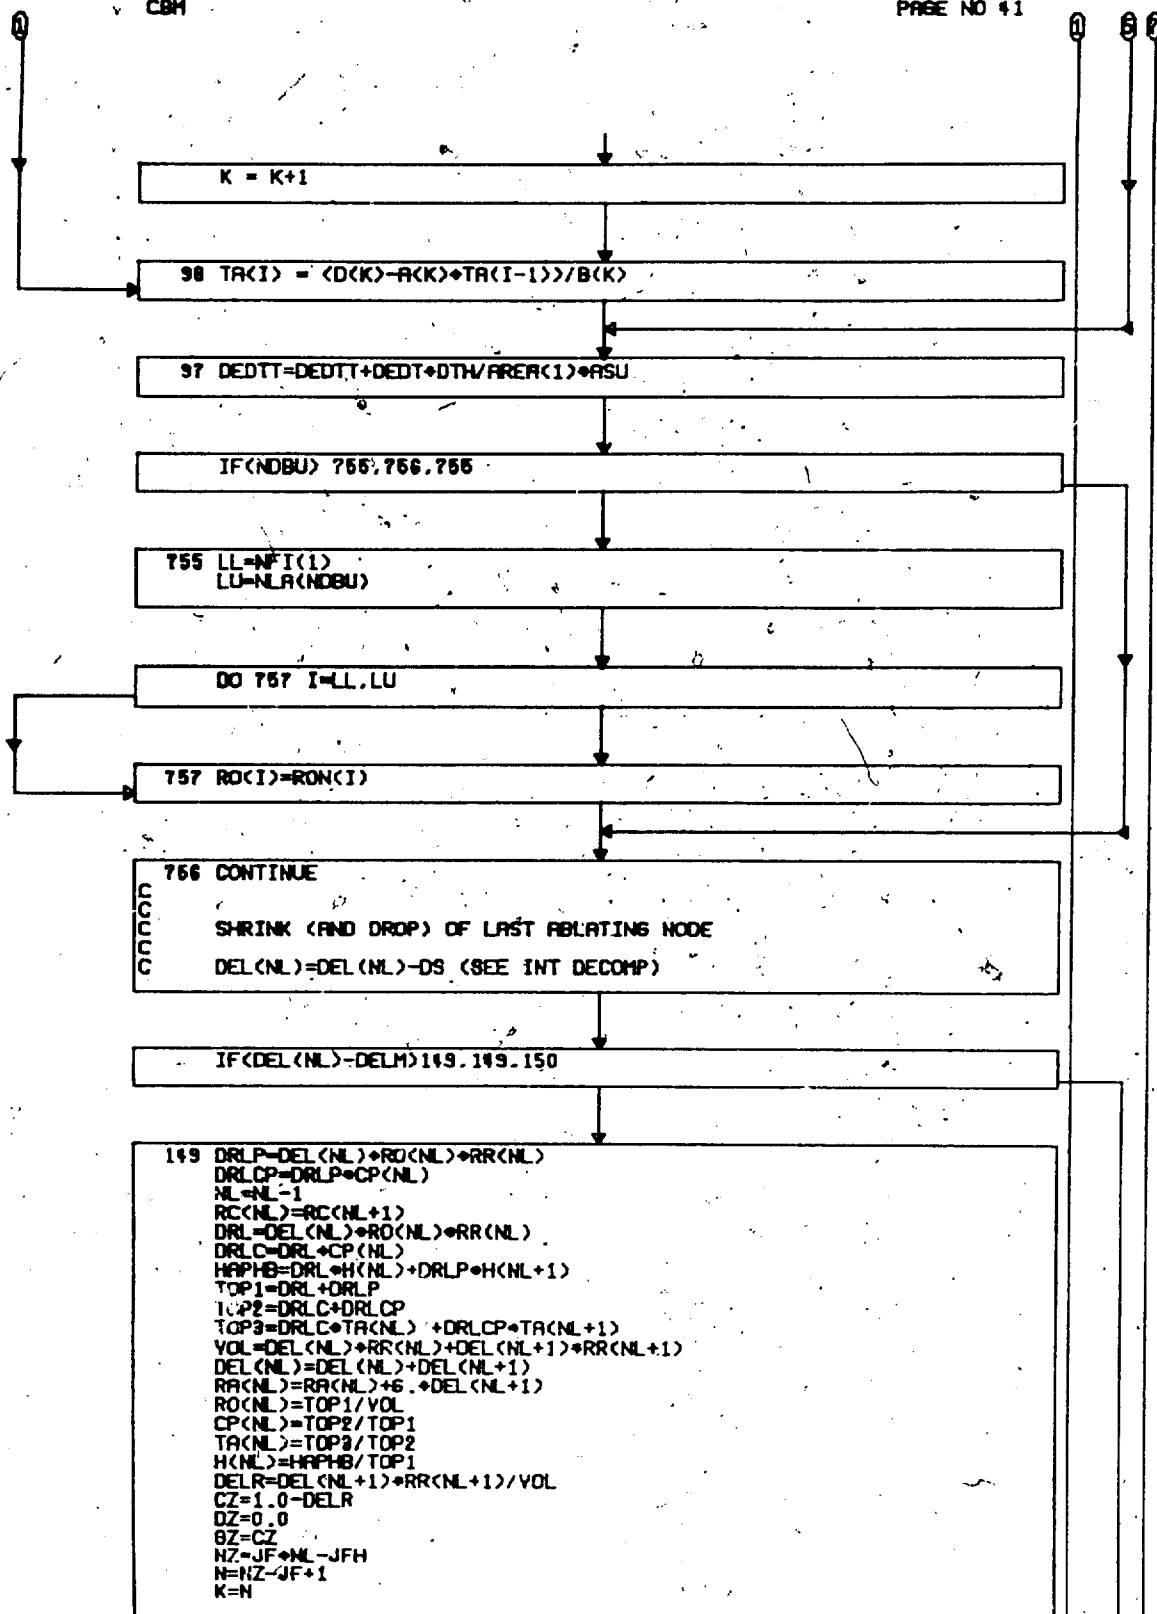 CBM PAGE NO 41
1 1 6
K = K+1
98 TA(I) = (D(K)-A(K)*TA(I-1))/B(K)
97 DEDTT=DEDTT+DEDT*DTH/AREA(1)*ASU
IF(NDBU) 755,756,755
755 LL=NFI(1)
LU=NLA(NDBU)
DO 757 I=LL,LU
757 RO(I)=RON(I)
756 CONTINUE
C
C
C SHRINK (AND DROP) OF LAST ABLATING NODE
C
C DEL(NL)=DEL(NL)-DS (SEE INT DECOMP)
IF(DEL(NL)-DELM)149,149,150
149 DRLP=DEL(NL)*RO(NL)*RR(NL)
DRLCP=DRLP*CP(NL)
NL=NL-1
RC(NL)=RC(NL+1)
DRL=DEL(NL)*RO(NL)*RR(NL)
DRLC=DRL*CP(NL)
HAPHB=DRL*H(NL)+DRLP*H(NL+1)
TOP1=DRL+DRLP
TOP2=DRLC+DRLCP
TOP3=DRLC*TA(NL) +DRLCP*TA(NL+1)
VOL=DEL(NL)*RR(NL)+DEL(NL+1)*RR(NL+1)
DEL(NL)=DEL(NL)+DEL(NL+1)
RA(NL)=RA(NL)+6.*DEL(NL+1)
RO(NL)=TOP1/VOL
CP(NL)=TOP2/TOP1
TA(NL)=TOP3/TOP2
H(NL)=HAPHB/TOP1
DELR=DEL(NL+1)*RR(NL+1)/VOL
CZ=1.0-DELR
DZ=0.0
BZ=CZ
NZ=JF*NL-JFH
N=NZ-JF+1
K=N